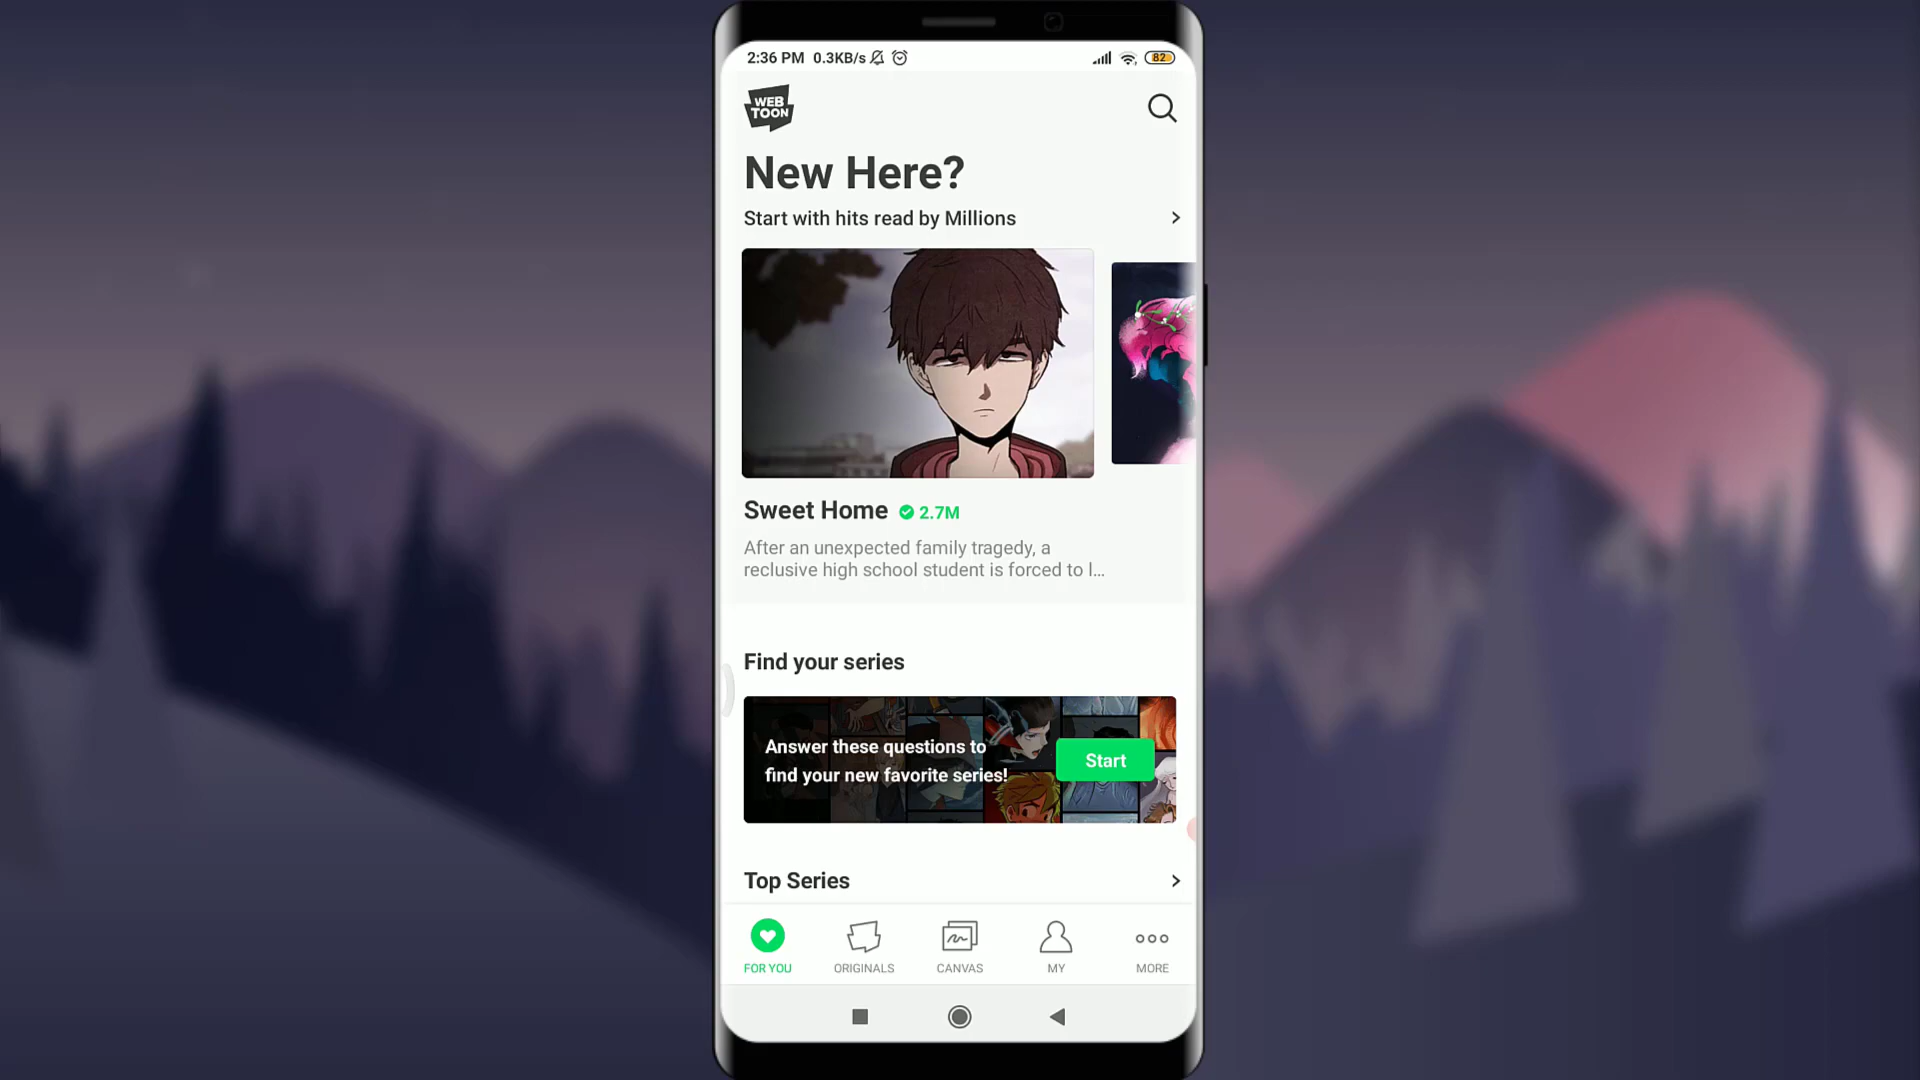 2:36 PM 0.3KB/s 82
WEB
TOON
New Here?
Start with hits read by Millions
Sweet Home 2.7M
After an unexpected family tragedy, a
reclusive high school student is forced to l...
Find your series
Answer these questions to
find your new favorite series!
Start
Top Series
FOR YOU ORIGINALS CANVAS MY MORE